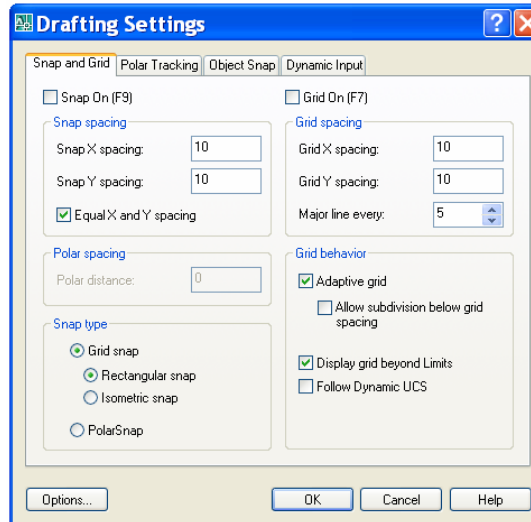 Drafting Settings
Snap and Grid Polar Tracking Object Snap Dynamic Input
Snap On (F9)
Snap spacing
Snap X spacing: 10
Snap Y spacing: 10
Equal X and Y spacing
Polar spacing
Polar distance: 0
Snap type
Grid snap
Rectangular snap
Isometric snap
PolarSnap
Grid On (F7)
Grid spacing
Grid X spacing: 10
Grid Y spacing: 10
Major line every: 5
Grid behavior
Adaptive grid
Allow subdivision below grid
spacing
Display grid beyond Limits
Follow Dynamic UCS
Options... OK Cancel Help